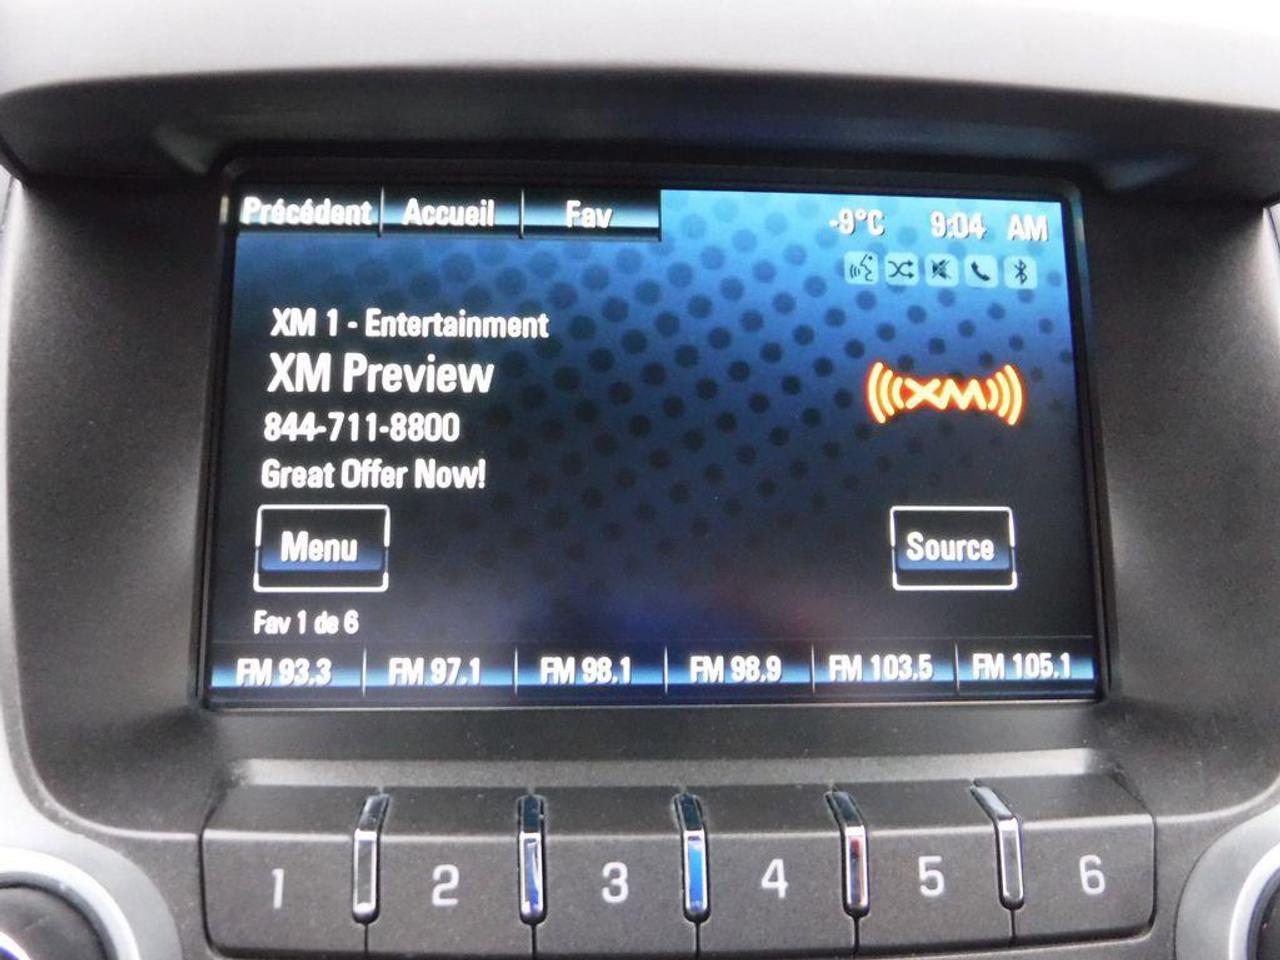 Précédent Accueil Fav -9°C 9:04 AM
XM 1 - Entertainment
XM Preview
XM
844-711-8800
Great Offer Now!
Menu Source
Fav 1 de 6
FM 93.3 FM 97.1 FM 98.1 FM 98.9 FM 103.5 FM 105.1
1 2 3 4 5 6